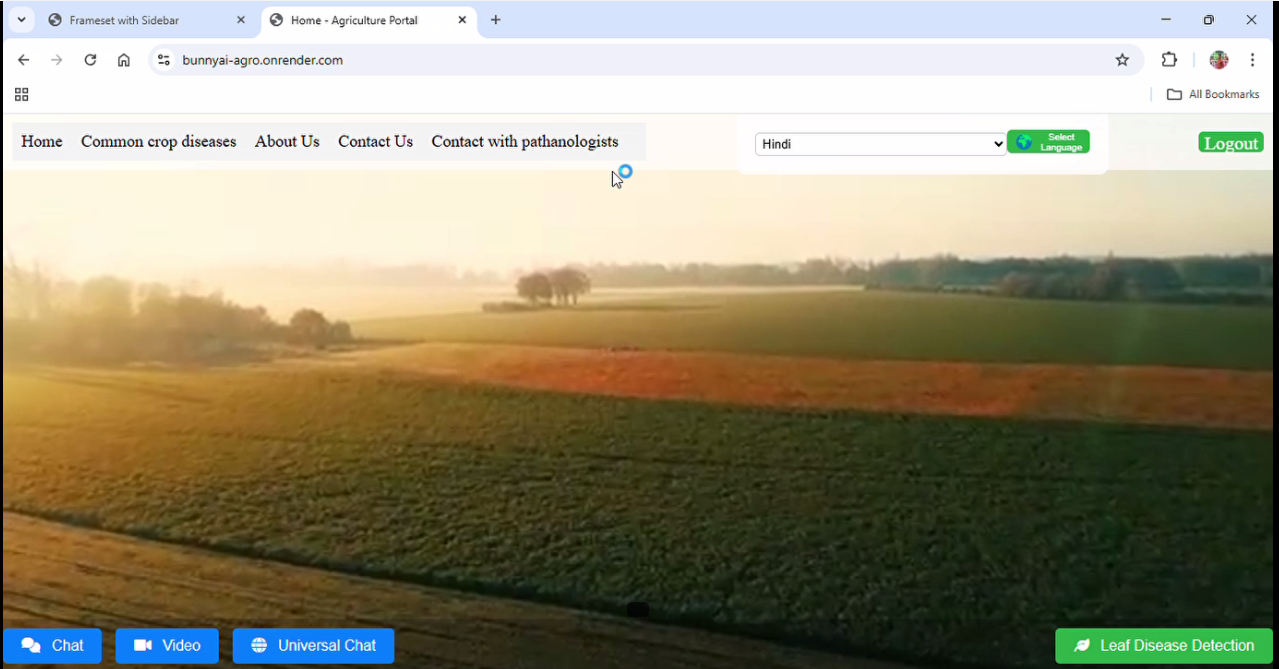 Frameset with Sidebar
Home - Agriculture Portal
bunnyai-agro.onrender.com
All Bookmarks
Home Common crop diseases About Us Contact Us Contact with pathanologists
Hindi
Select
Language
Logout
Chat Video Universal Chat Leaf Disease Detection